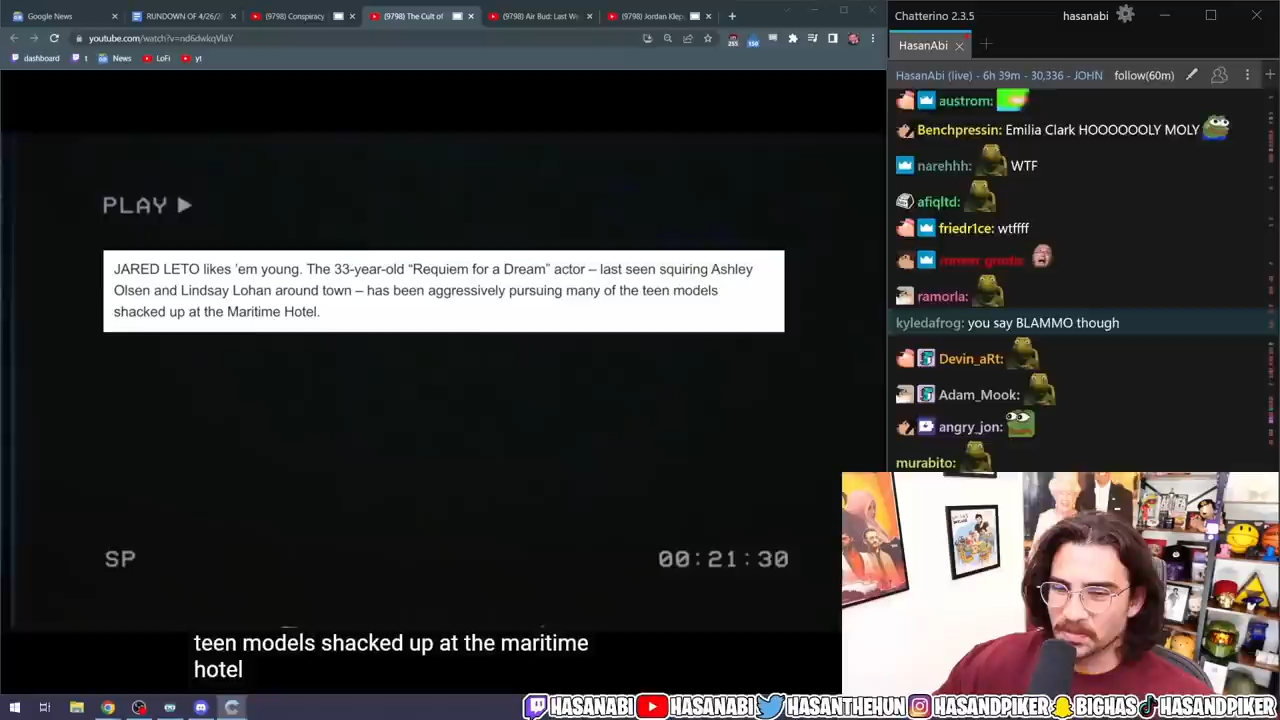 Google News
RUNDOWN OF 4/26/2
(9798) Conspiracy
(9798) The Cult of
(9798) Air Bud: Last W
(9798) Jordan Klep
youtube.com/watch?v=nd6dwkqVlaY
255
150
dashboard
t
News
LoFi
yt
PLAY
JARED LETO likes 'em young. The 33-year-old “Requiem for a Dream” actor – last seen squiring Ashley
Olsen and Lindsay Lohan around town – has been aggressively pursuing many of the teen models
shacked up at the Maritime Hotel.
SP
00:21:30
teen models shacked up at the maritime
hotel
Chatterino 2.3.5
hasanabi
HasanAbi
HasanAbi (live) - 6h 39m - 30,336 - JOHN
follow(60m)
austrom:
Benchpressin: Emilia Clark HOOOOOOLY MOLY
narehhh: WTF
afiqltd:
friedr1ce: wtffff
ramorla:
kyledafrog: you say BLAMMO though
Devin_aRt:
Adam_Mook:
angry_jon:
murabito:
HASANABI
HASANABI
HASANTHEHUN
HASANDPIKER
BIGHAS
HASANDPIKER